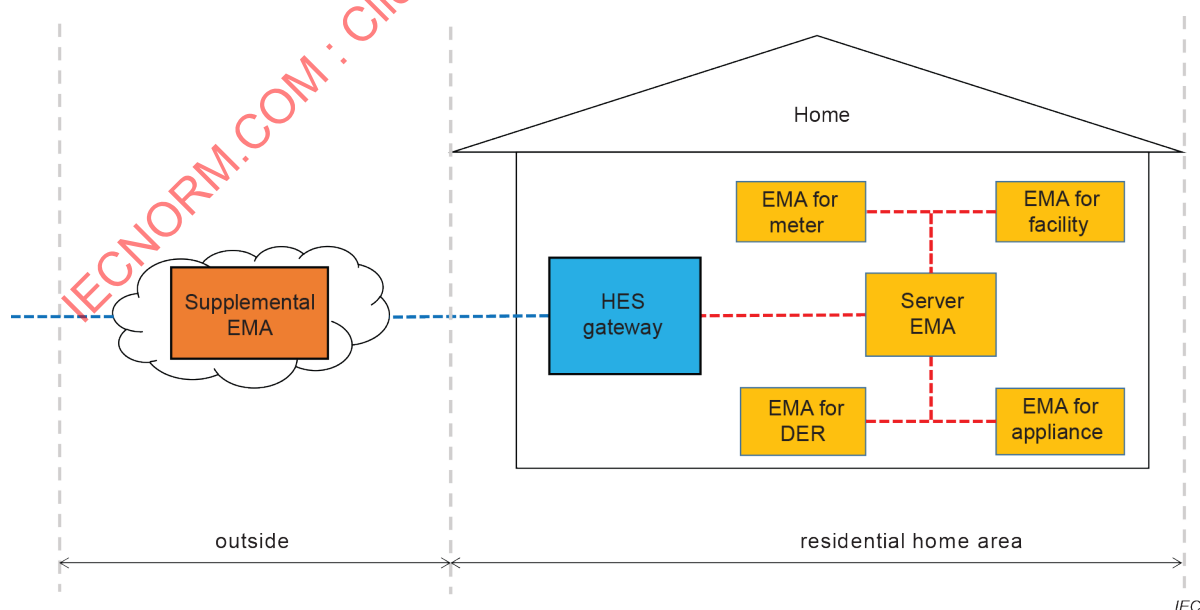 IECNORM.COM : Clic
Home
EMA for
meter
EMA for
facility
Supplemental
EMA
HES
gateway
Server
EMA
EMA for
DER
EMA for
appliance
outside
residential home area
IEC